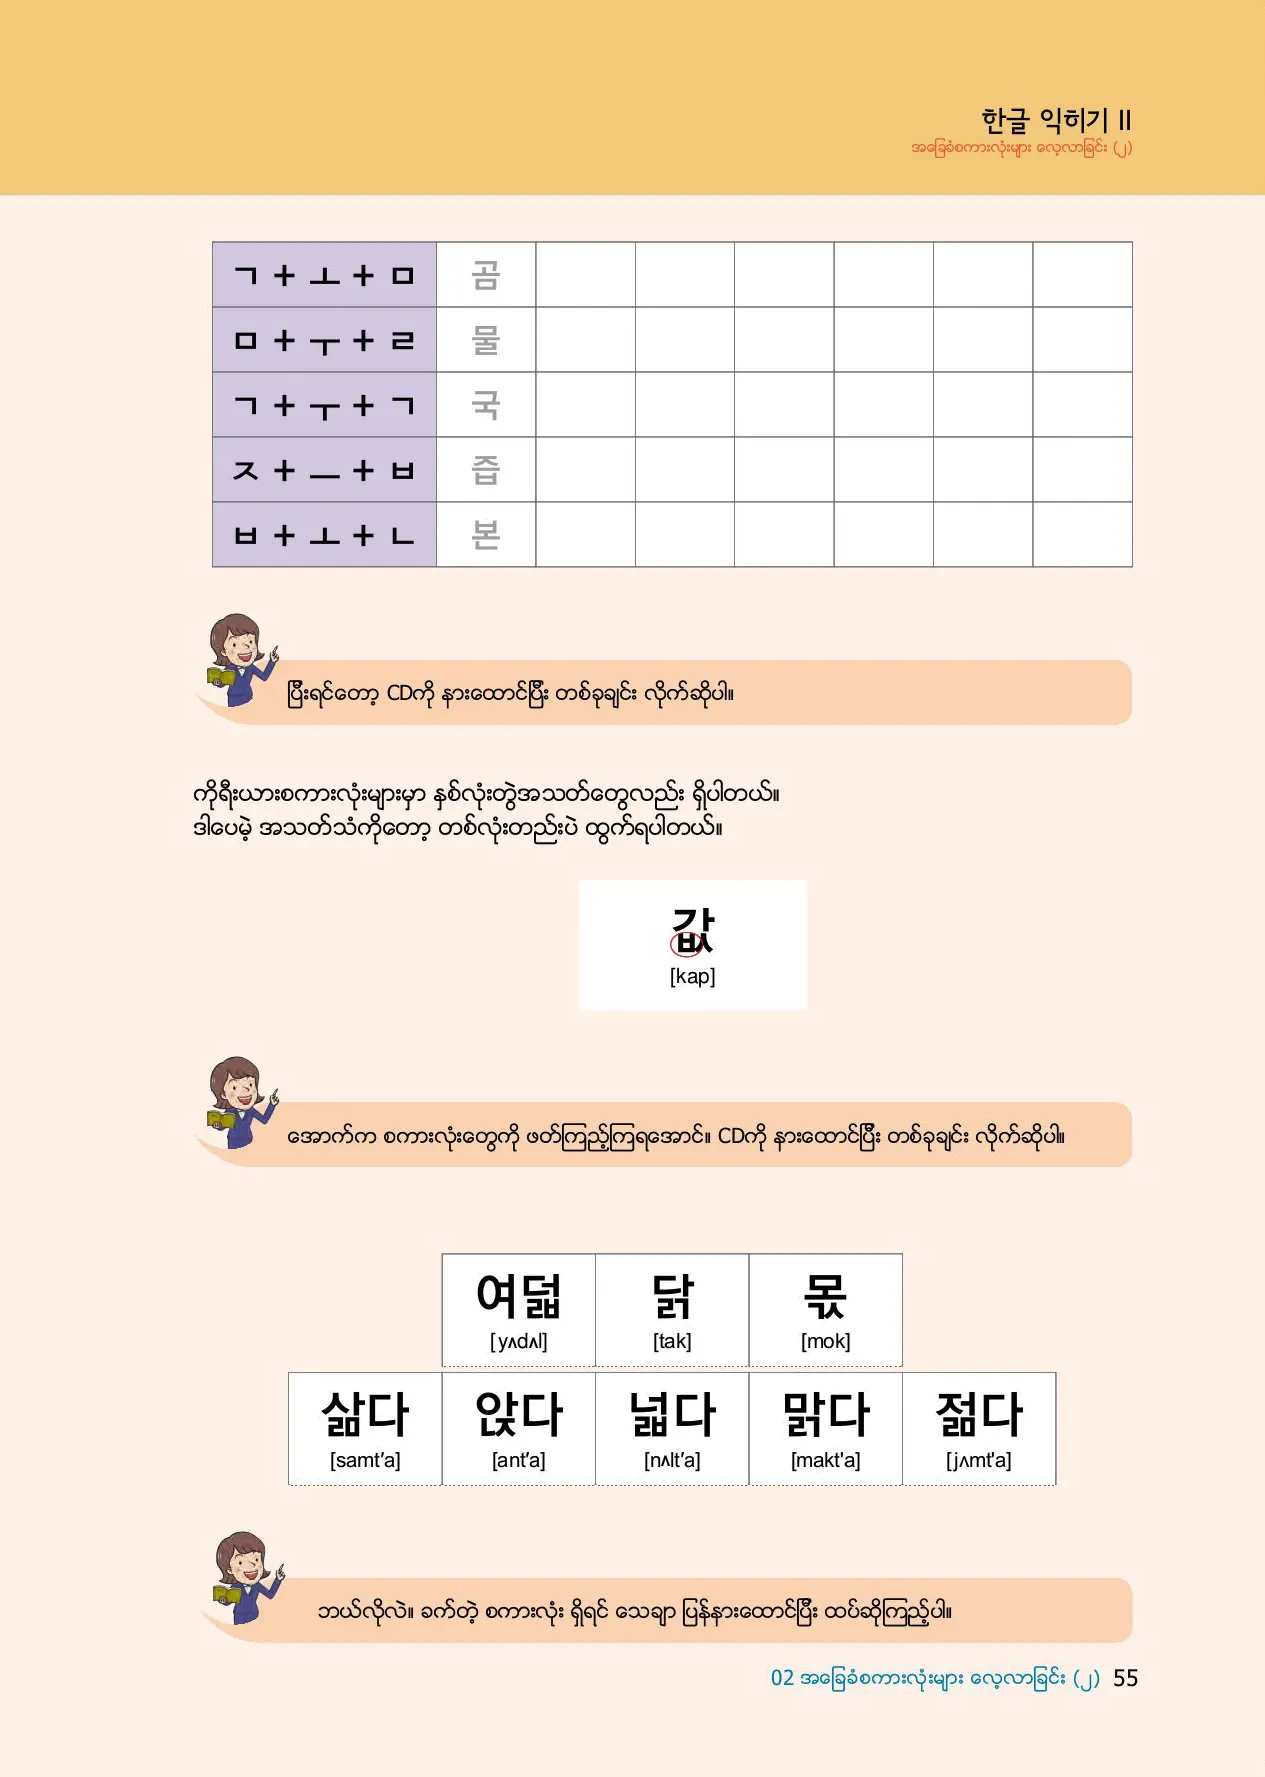 한글 익히기 II
အခြေခံစကားလုံးများ လေ့လာခြင်း (၂)
ㄱ + ㅗ + ㅁ 곰
ㅁ + ㅜ + ㄹ 물
ㄱ + ㅜ + ㄱ 국
ㅈ + ㅡ + ㅂ 즙
ㅂ + ㅗ + ㄴ 본
ပြီးရင်တော့ CDကို နားထောင်ပြီး တစ်ခုချင်း လိုက်ဆိုပါ။
ကိုရီးယားစကားလုံးများမှာ နှစ်လုံးတွဲအသတ်တွေလည်း ရှိပါတယ်။
ဒါပေမဲ့ အသတ်သံကိုတော့ တစ်လုံးတည်းပဲ ထွက်ရပါတယ်။
값
[kap]
အောက်က စကားလုံးတွေကို ဖတ်ကြည့်ကြရအောင်။ CDကို နားထောင်ပြီး တစ်ခုချင်း လိုက်ဆိုပါ။
여덟 닭 몫
[yʌdʌl] [tak] [mok]
삶다 앉다 넓다 맑다 젊다
[samt'a] [ant'a] [nʌlt'a] [makt'a] [jʌmt'a]
ဘယ်လိုလဲ။ ခက်တဲ့ စကားလုံး ရှိရင် သေချာ ပြန်နားထောင်ပြီး ထပ်ဆိုကြည့်ပါ။
02 အခြေခံစကားလုံးများ လေ့လာခြင်း (၂) 55